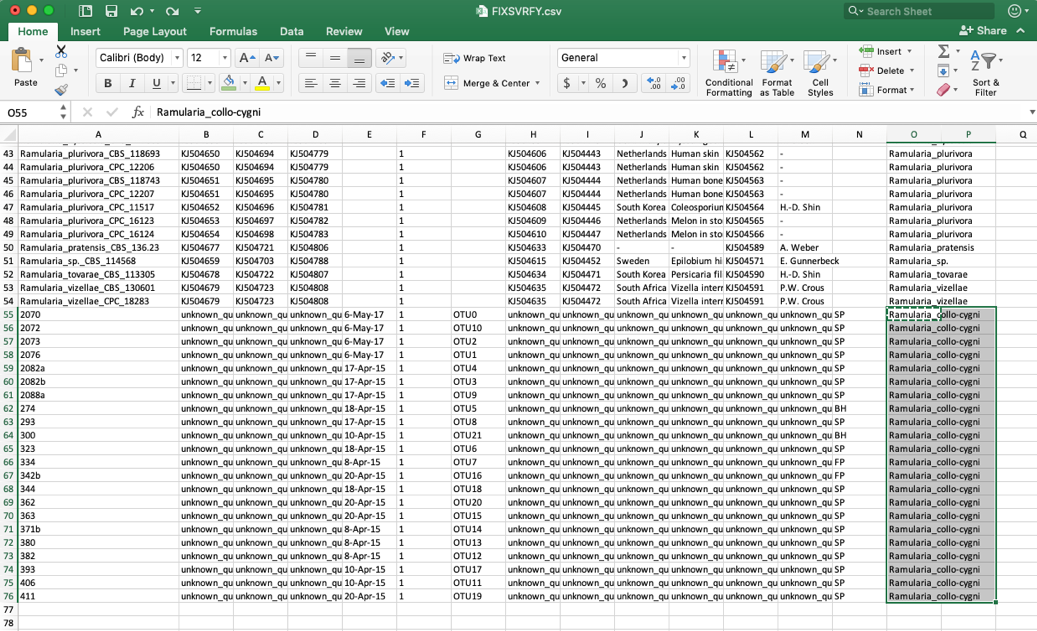 FIXSVRFY.csv
Search Sheet
Home Insert Page Layout Formulas Data Review View
Share
Paste
Calibri (Body) 12 A A
B I U A
Wrap Text
Merge & Center
General
$ % )
Conditional Formatting
Format as Table
Cell Styles
Insert
Delete
Format
Sort & Filter
O55 fx Ramularia_collo-cygni
A B C D E F G H I J K L M N O P Q
43 Ramularia_plurivora_CBS_118693 KJ504650 KJ504694 KJ504779 1 KJ504606 KJ504443 Netherlands Human skin KJ504562 - Ramularia_plurivora
44 Ramularia_plurivora_CPC_12206 KJ504650 KJ504694 KJ504779 1 KJ504606 KJ504443 Netherlands Human skin KJ504562 - Ramularia_plurivora
45 Ramularia_plurivora_CBS_118743 KJ504651 KJ504695 KJ504780 1 KJ504607 KJ504444 Netherlands Human bone KJ504563 - Ramularia_plurivora
46 Ramularia_plurivora_CPC_12207 KJ504651 KJ504695 KJ504780 1 KJ504607 KJ504444 Netherlands Human bone KJ504563 - Ramularia_plurivora
47 Ramularia_plurivora_CPC_11517 KJ504652 KJ504696 KJ504781 1 KJ504608 KJ504445 South Korea Coleosporiun KJ504564 H.-D. Shin Ramularia_plurivora
48 Ramularia_plurivora_CPC_16123 KJ504653 KJ504697 KJ504782 1 KJ504609 KJ504446 Netherlands Melon in sto KJ504565 - Ramularia_plurivora
49 Ramularia_plurivora_CPC_16124 KJ504654 KJ504698 KJ504783 1 KJ504610 KJ504447 Netherlands Melon in sto KJ504566 - Ramularia_plurivora
50 Ramularia_pratensis_CBS_136.23 KJ504677 KJ504721 KJ504806 1 KJ504633 KJ504470 - - KJ504589 A. Weber Ramularia_pratensis
51 Ramularia_sp._CBS_114568 KJ504659 KJ504703 KJ504788 1 KJ504615 KJ504452 Sweden Epilobium hi KJ504571 E. Gunnerbeck Ramularia_sp.
52 Ramularia_tovarae_CBS_113305 KJ504678 KJ504722 KJ504807 1 KJ504634 KJ504471 South Korea Persicaria fil KJ504590 H.-D. Shin Ramularia_tovarae
53 Ramularia_vizellae_CBS_130601 KJ504679 KJ504723 KJ504808 1 KJ504635 KJ504472 South Africa Vizella interr KJ504591 P.W. Crous Ramularia_vizellae
54 Ramularia_vizellae_CPC_18283 KJ504679 KJ504723 KJ504808 1 KJ504635 KJ504472 South Africa Vizella interr KJ504591 P.W. Crous Ramularia_vizellae
55 2070 unknown_qu unknown_qu unknown_qu 6-May-17 1 OTU0 unknown_qu unknown_qu unknown_qu unknown_qu unknown_qu unknown_qu SP Ramularia_collo-cygni
56 2072 unknown_qu unknown_qu unknown_qu 6-May-17 1 OTU10 unknown_qu unknown_qu unknown_qu unknown_qu unknown_qu unknown_qu SP Ramularia_collo-cygni
57 2073 unknown_qu unknown_qu unknown_qu 6-May-17 1 OTU2 unknown_qu unknown_qu unknown_qu unknown_qu unknown_qu unknown_qu SP Ramularia_collo-cygni
58 2076 unknown_qu unknown_qu unknown_qu 6-May-17 1 OTU1 unknown_qu unknown_qu unknown_qu unknown_qu unknown_qu unknown_qu SP Ramularia_collo-cygni
59 2082a unknown_qu unknown_qu unknown_qu 17-Apr-15 1 OTU4 unknown_qu unknown_qu unknown_qu unknown_qu unknown_qu unknown_qu SP Ramularia_collo-cygni
60 2082b unknown_qu unknown_qu unknown_qu 17-Apr-15 1 OTU3 unknown_qu unknown_qu unknown_qu unknown_qu unknown_qu unknown_qu SP Ramularia_collo-cygni
61 2088a unknown_qu unknown_qu unknown_qu 17-Apr-15 1 OTU9 unknown_qu unknown_qu unknown_qu unknown_qu unknown_qu unknown_qu SP Ramularia_collo-cygni
62 274 unknown_qu unknown_qu unknown_qu 18-Apr-15 1 OTU5 unknown_qu unknown_qu unknown_qu unknown_qu unknown_qu unknown_qu BH Ramularia_collo-cygni
63 293 unknown_qu unknown_qu unknown_qu 17-Apr-15 1 OTU8 unknown_qu unknown_qu unknown_qu unknown_qu unknown_qu unknown_qu SP Ramularia_collo-cygni
64 300 unknown_qu unknown_qu unknown_qu 10-Apr-15 1 OTU21 unknown_qu unknown_qu unknown_qu unknown_qu unknown_qu unknown_qu BH Ramularia_collo-cygni
65 323 unknown_qu unknown_qu unknown_qu 18-Apr-15 1 OTU6 unknown_qu unknown_qu unknown_qu unknown_qu unknown_qu unknown_qu SP Ramularia_collo-cygni
66 334 unknown_qu unknown_qu unknown_qu 8-Apr-15 1 OTU7 unknown_qu unknown_qu unknown_qu unknown_qu unknown_qu unknown_qu FP Ramularia_collo-cygni
67 342b unknown_qu unknown_qu unknown_qu 20-Apr-15 1 OTU16 unknown_qu unknown_qu unknown_qu unknown_qu unknown_qu unknown_qu FP Ramularia_collo-cygni
68 344 unknown_qu unknown_qu unknown_qu 18-Apr-15 1 OTU18 unknown_qu unknown_qu unknown_qu unknown_qu unknown_qu unknown_qu SP Ramularia_collo-cygni
69 362 unknown_qu unknown_qu unknown_qu 20-Apr-15 1 OTU20 unknown_qu unknown_qu unknown_qu unknown_qu unknown_qu unknown_qu SP Ramularia_collo-cygni
70 363 unknown_qu unknown_qu unknown_qu 20-Apr-15 1 OTU15 unknown_qu unknown_qu unknown_qu unknown_qu unknown_qu unknown_qu SP Ramularia_collo-cygni
71 371b unknown_qu unknown_qu unknown_qu 8-Apr-15 1 OTU14 unknown_qu unknown_qu unknown_qu unknown_qu unknown_qu unknown_qu SP Ramularia_collo-cygni
72 380 unknown_qu unknown_qu unknown_qu 8-Apr-15 1 OTU13 unknown_qu unknown_qu unknown_qu unknown_qu unknown_qu unknown_qu SP Ramularia_collo-cygni
73 382 unknown_qu unknown_qu unknown_qu 8-Apr-15 1 OTU12 unknown_qu unknown_qu unknown_qu unknown_qu unknown_qu unknown_qu SP Ramularia_collo-cygni
74 393 unknown_qu unknown_qu unknown_qu 10-Apr-15 1 OTU17 unknown_qu unknown_qu unknown_qu unknown_qu unknown_qu unknown_qu SP Ramularia_collo-cygni
75 406 unknown_qu unknown_qu unknown_qu 10-Apr-15 1 OTU11 unknown_qu unknown_qu unknown_qu unknown_qu unknown_qu unknown_qu SP Ramularia_collo-cygni
76 411 unknown_qu unknown_qu unknown_qu 20-Apr-15 1 OTU19 unknown_qu unknown_qu unknown_qu unknown_qu unknown_qu unknown_qu SP Ramularia_collo-cygni
77
78